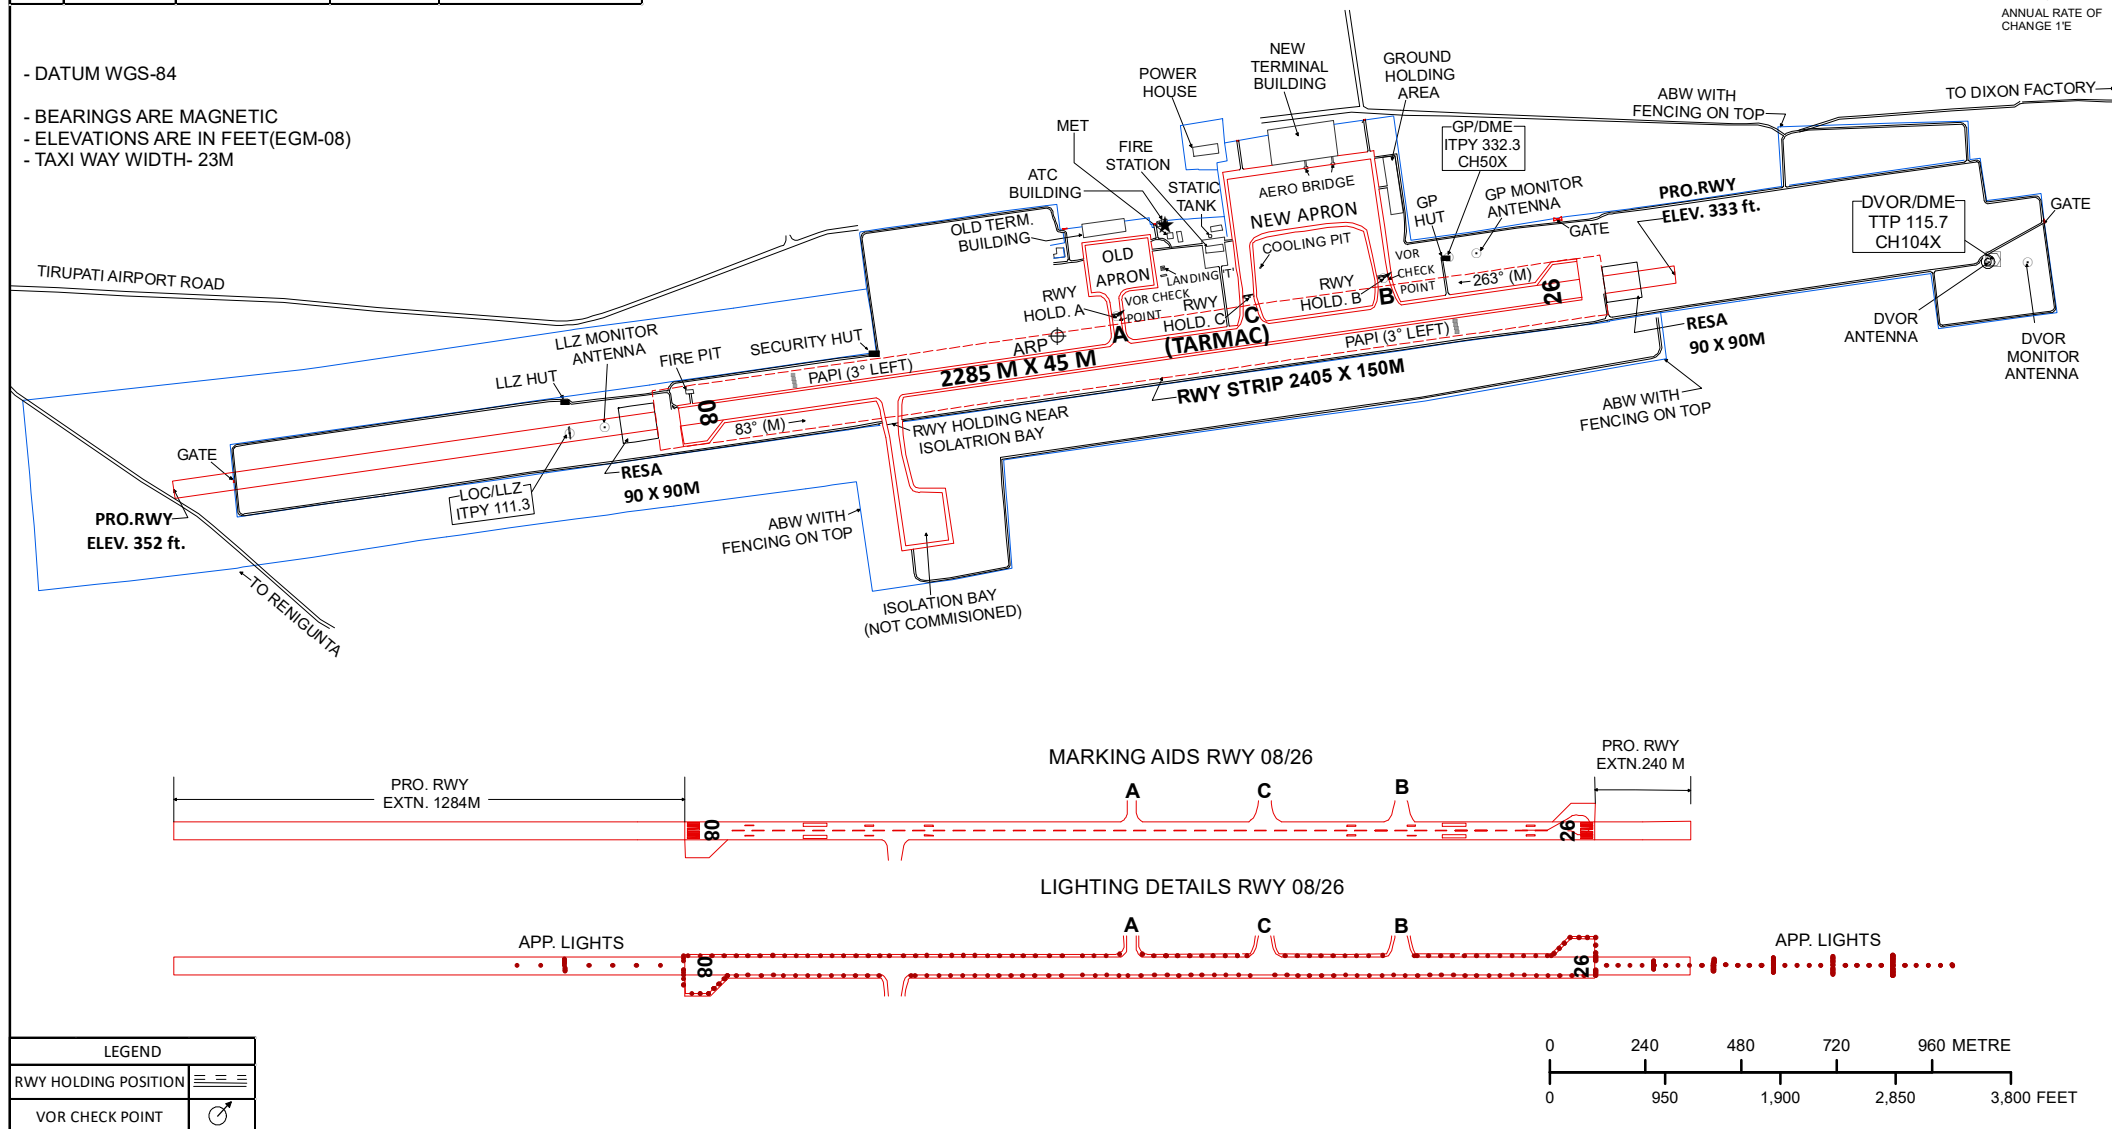 ANNUAL RATE OF
CHANGE 1'E
- DATUM WGS-84
- BEARINGS ARE MAGNETIC
- ELEVATIONS ARE IN FEET(EGM-08)
- TAXI WAY WIDTH- 23M
POWER
HOUSE
NEW
TERMINAL
BUILDING
GROUND
HOLDING
AREA
ABW WITH
FENCING ON TOP
TO DIXON FACTORY
MET
FIRE
STATION
GP/DME
ITPY 332.3
CH50X
ATC
BUILDING
STATIC
TANK
AERO BRIDGE
NEW APRON
COOLING PIT
GP
HUT
GP MONITOR
ANTENNA
PRO.RWY
ELEV. 333 ft.
GATE
DVOR/DME
TTP 115.7
CH104X
GATE
OLD TERM.
BUILDING
OLD
APRON
LANDING 'T'
VOR
CHECK
POINT
263° (M)
26
TIRUPATI AIRPORT ROAD
RWY
HOLD. A
VOR CHECK
POINT
RWY
HOLD. C
RWY
HOLD. B
A
C
B
(TARMAC)
ARP
PAPI (3° LEFT)
RESA
90 X 90M
DVOR
ANTENNA
DVOR
MONITOR
ANTENNA
LLZ MONITOR
ANTENNA
SECURITY HUT
FIRE PIT
LLZ HUT
PAPI (3° LEFT)
2285 M X 45 M
RWY STRIP 2405 X 150M
ABW WITH
FENCING ON TOP
08
83° (M)
RWY HOLDING NEAR
ISOLATRION BAY
GATE
RESA
90 X 90M
LOC/LLZ
ITPY 111.3
PRO.RWY
ELEV. 352 ft.
ABW WITH
FENCING ON TOP
TO RENIGUNTA
ISOLATION BAY
(NOT COMMISIONED)
MARKING AIDS RWY 08/26
PRO. RWY
EXTN. 1284M
PRO. RWY
EXTN.240 M
A
C
B
08
26
LIGHTING DETAILS RWY 08/26
APP. LIGHTS
A
C
B
APP. LIGHTS
08
26
LEGEND
RWY HOLDING POSITION
VOR CHECK POINT
0 240 480 720 960 METRE
0 950 1,900 2,850 3,800 FEET